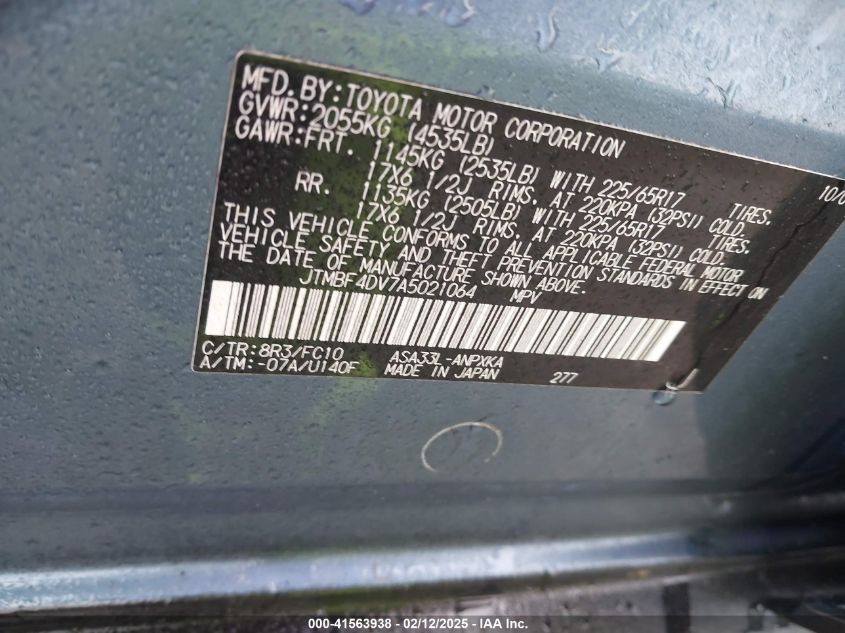 MFD. BY: TOYOTA MOTOR CORPORATION 10/0
GVWR: 2055KG (4535LB)
GAWR: FRT. 1145KG (2535LB) WITH 225/65R17 TIRES.
17X6 1/2J RIMS, AT 220KPA (32PSI) COLD.
RR. 1135KG (2505LB) WITH 225/65R17 TIRES.
17X6 1/2J RIMS, AT 220KPA (32PSI) COLD.
THIS VEHICLE CONFORMS TO ALL APPLICABLE FEDERAL MOTOR
VEHICLE SAFETY AND THEFT PREVENTION STANDARDS IN EFFECT ON
THE DATE OF MANUFACTURE SHOWN ABOVE.
JTMBF4DV7A5021064 MPV
C/TR: 8R3/FC10 ASA33L-ANPXKA
A/TM: -07A/U140F MADE IN JAPAN 277
000-41563938 - 02/12/2025 - IAA Inc.